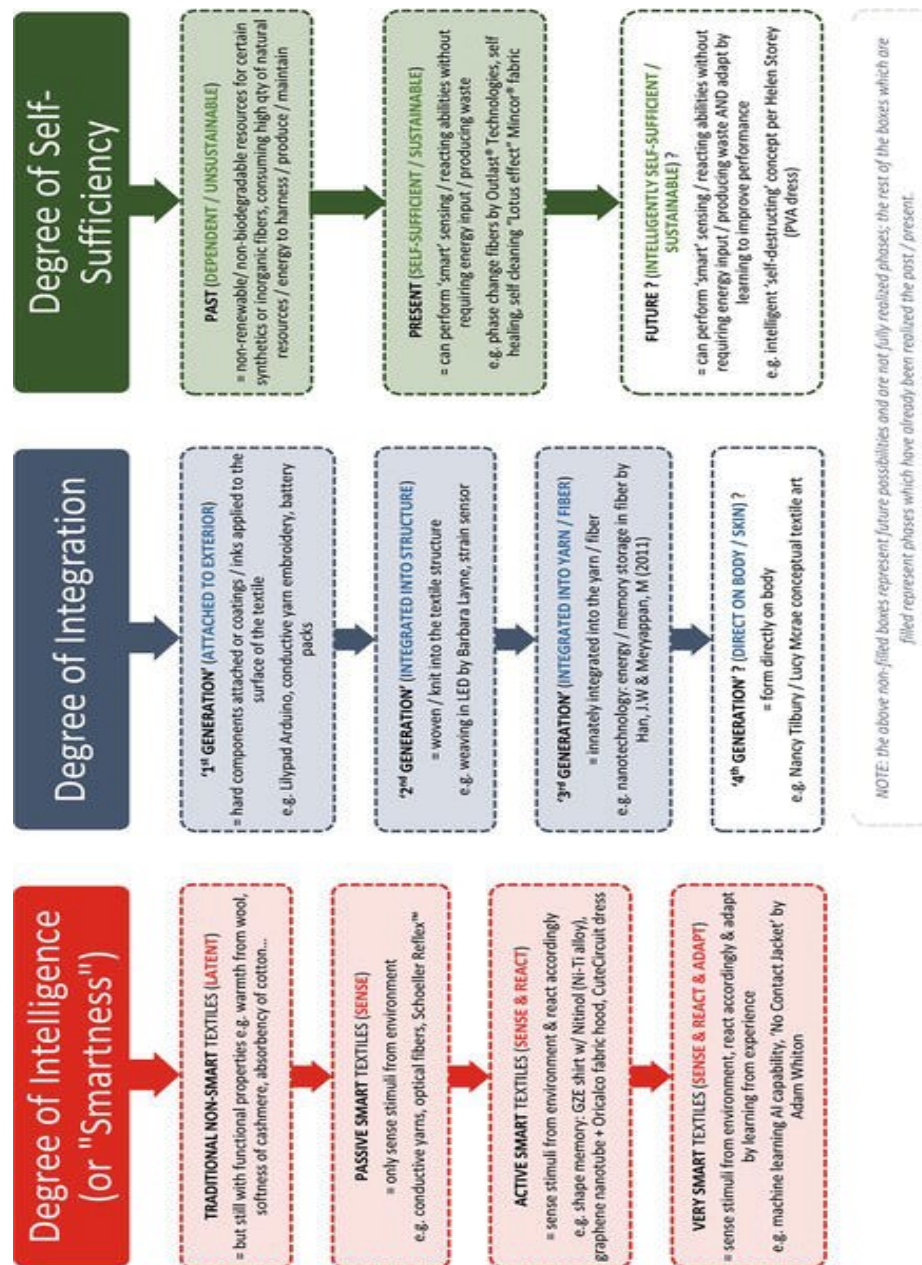 Degree of Intelligence
(or "Smartness")
TRADITIONAL NON-SMART TEXTILES (LATENT)
= but still with functional properties e.g. warmth from wool,
softness of cashmere, absorbency of cotton...
PASSIVE SMART TEXTILES (SENSE)
= only sense stimuli from environment
e.g. conductive yarns, optical fibers, Schoeller Reflex™
ACTIVE SMART TEXTILES (SENSE & REACT)
= sense stimuli from environment & react accordingly
e.g. shape memory: GZE shirt w/ Nitinol (Ni-Ti alloy),
graphene nanotube + Oricalco fabric hood, CuteCircuit dress
VERY SMART TEXTILES (SENSE & REACT & ADAPT)
= sense stimuli from environment, react accordingly & adapt
by learning from experience
e.g. machine learning AI capability, 'No Contact Jacket' by
Adam Whiton
Degree of Integration
'1st GENERATION' (ATTACHED TO EXTERIOR)
= hard components attached or coatings / inks applied to the
surface of the textile
e.g. Lilypad Arduino, conductive yarn embroidery, battery
packs
'2nd GENERATION' (INTEGRATED INTO STRUCTURE)
= woven / knit into the textile structure
e.g. weaving in LED by Barbara Layne, strain sensor
'3rd GENERATION' (INTEGRATED INTO YARN / FIBER)
= innately integrated into the yarn / fiber
e.g. nanotechnology: energy / memory storage in fiber by
Han, J.W & Meyyappan, M (2011)
'4th GENERATION' ? (DIRECT ON BODY / SKIN) ?
= form directly on body
e.g. Nancy Tilbury / Lucy Mcrae conceptual textile art
Degree of Self-
Sufficiency
PAST (DEPENDENT / UNSUSTAINABLE)
= non-renewable/ non-biodegradable resources for certain
synthetics or inorganic fibers, consuming high qty of natural
resources / energy to harness / produce / maintain
PRESENT (SELF-SUFFICIENT / SUSTAINABLE)
= can perform 'smart' sensing / reacting abilities without
requiring energy input / producing waste
e.g. phase change fibers by Outlast® Technologies, self
healing, self cleaning "Lotus effect" Mincor® fabric
FUTURE ? (INTELLIGENTLY SELF-SUFFICIENT /
SUSTAINABLE) ?
= can perform 'smart' sensing / reacting abilities without
requiring energy input / producing waste AND adapt by
learning to improve performance
e.g. intelligent 'self-destructing' concept per Helen Storey
(PVA dress)
NOTE: the above non-filled boxes represent future possibilities and are not fully realized phases; the rest of the boxes which are
filled represent phases which have already been realized the past / present.